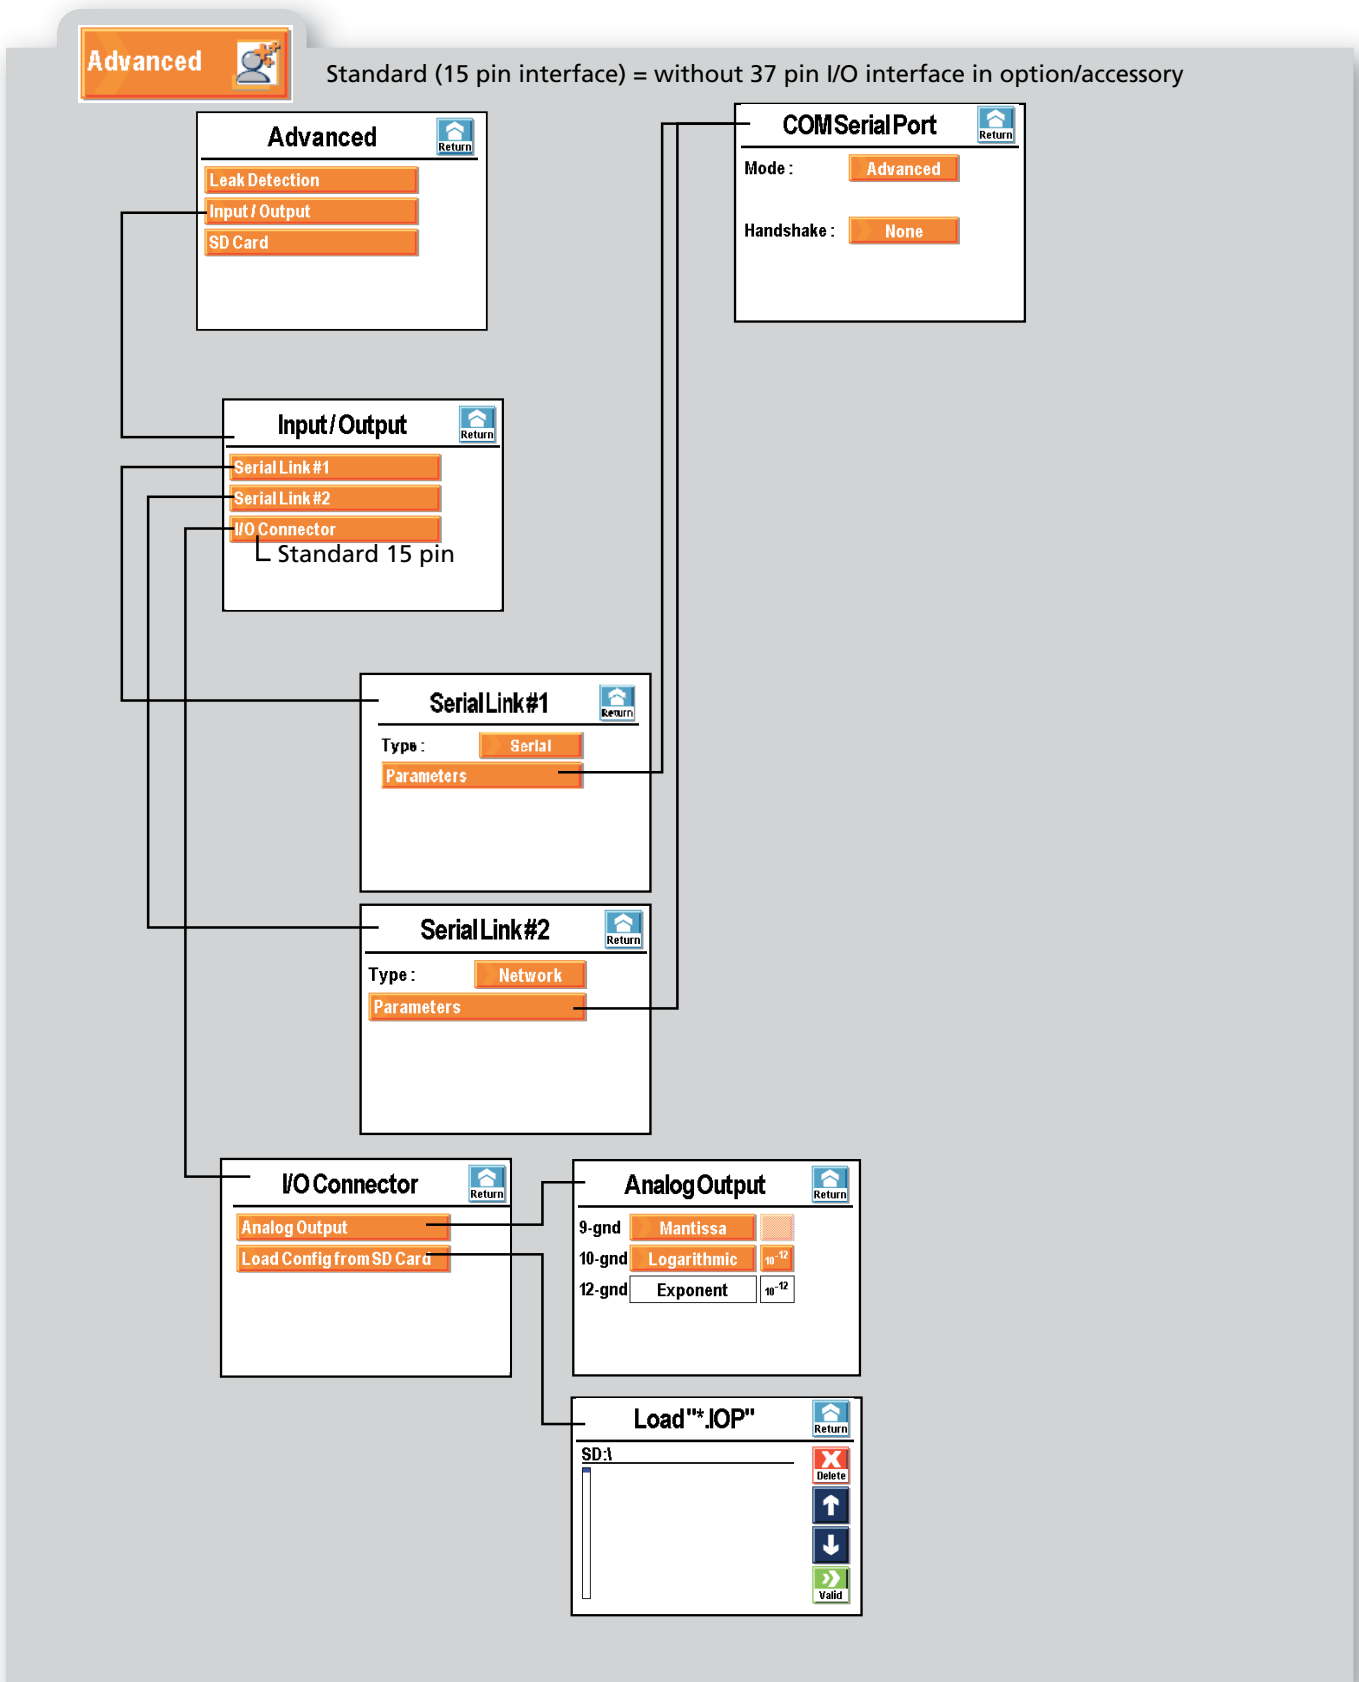 Advanced
Standard (15 pin interface) = without 37 pin I/O interface in option/accessory
Advanced
Return
Leak Detection
Input / Output
SD Card
COM Serial Port
Return
Mode : Advanced
Handshake : None
Input / Output
Return
Serial Link #1
Serial Link #2
I/O Connector
Standard 15 pin
Serial Link #1
Return
Type : Serial
Parameters
Serial Link #2
Return
Type : Network
Parameters
I/O Connector
Return
Analog Output
Load Config from SD Card
Analog Output
Return
9-gnd Mantissa
10-gnd Logarithmic 10⁻¹²
12-gnd Exponent 10⁻¹²
Load "*.IOP"
Return
SD:\
Delete
Valid